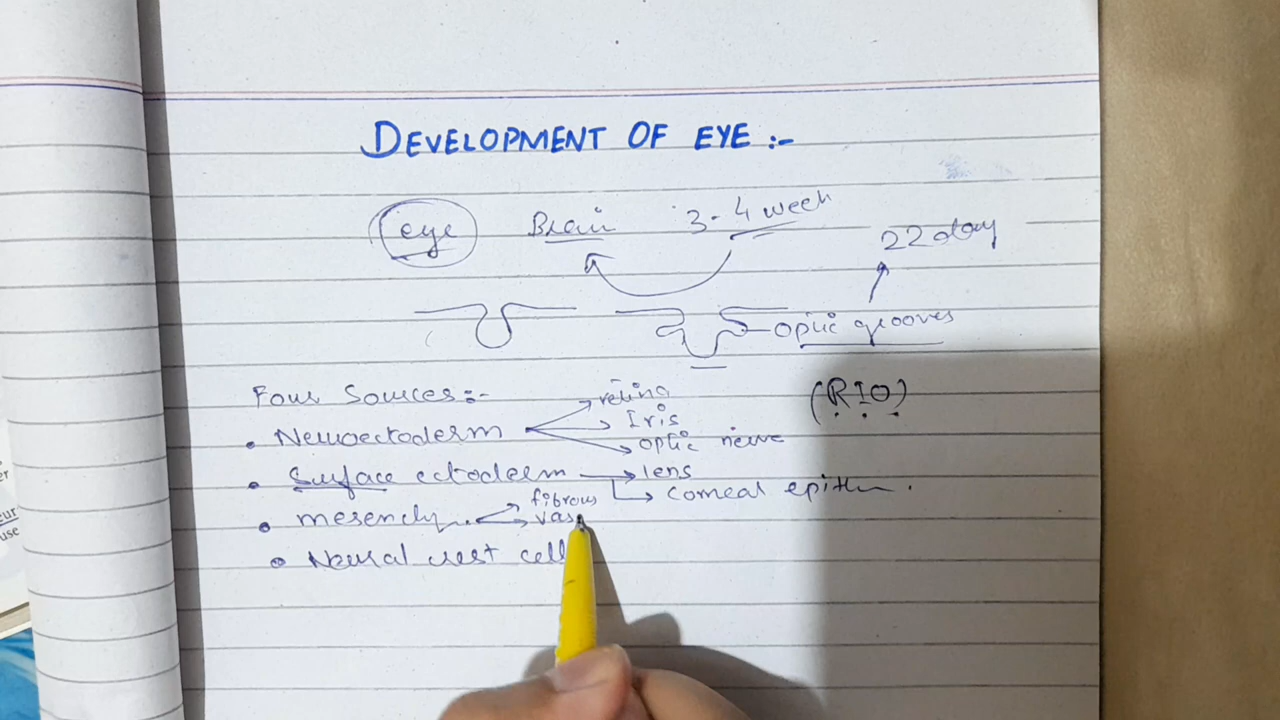 DEVELOPMENT OF EYE :-
eye Brain 3-4 week
22 day
optic grooves
Four Sources :-
(RIO)
retina
Iris
• Neuroectoderm
optic nerve
• Surface ectoderm
lens
corneal epith
fibrous
• mesenchy
vas
• Neural crest cell